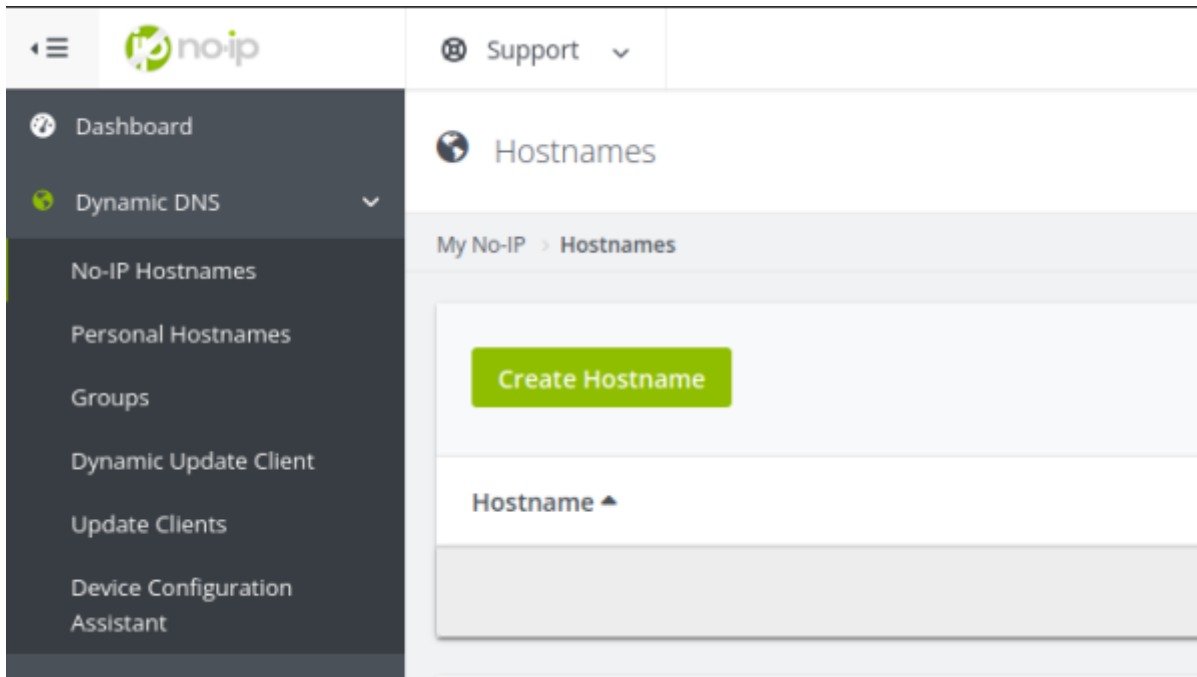 no-ip
Support
Dashboard
Hostnames
Dynamic DNS
My No-IP > Hostnames
No-IP Hostnames
Personal Hostnames
Groups
Dynamic Update Client
Update Clients
Device Configuration
Assistant
Create Hostname
Hostname